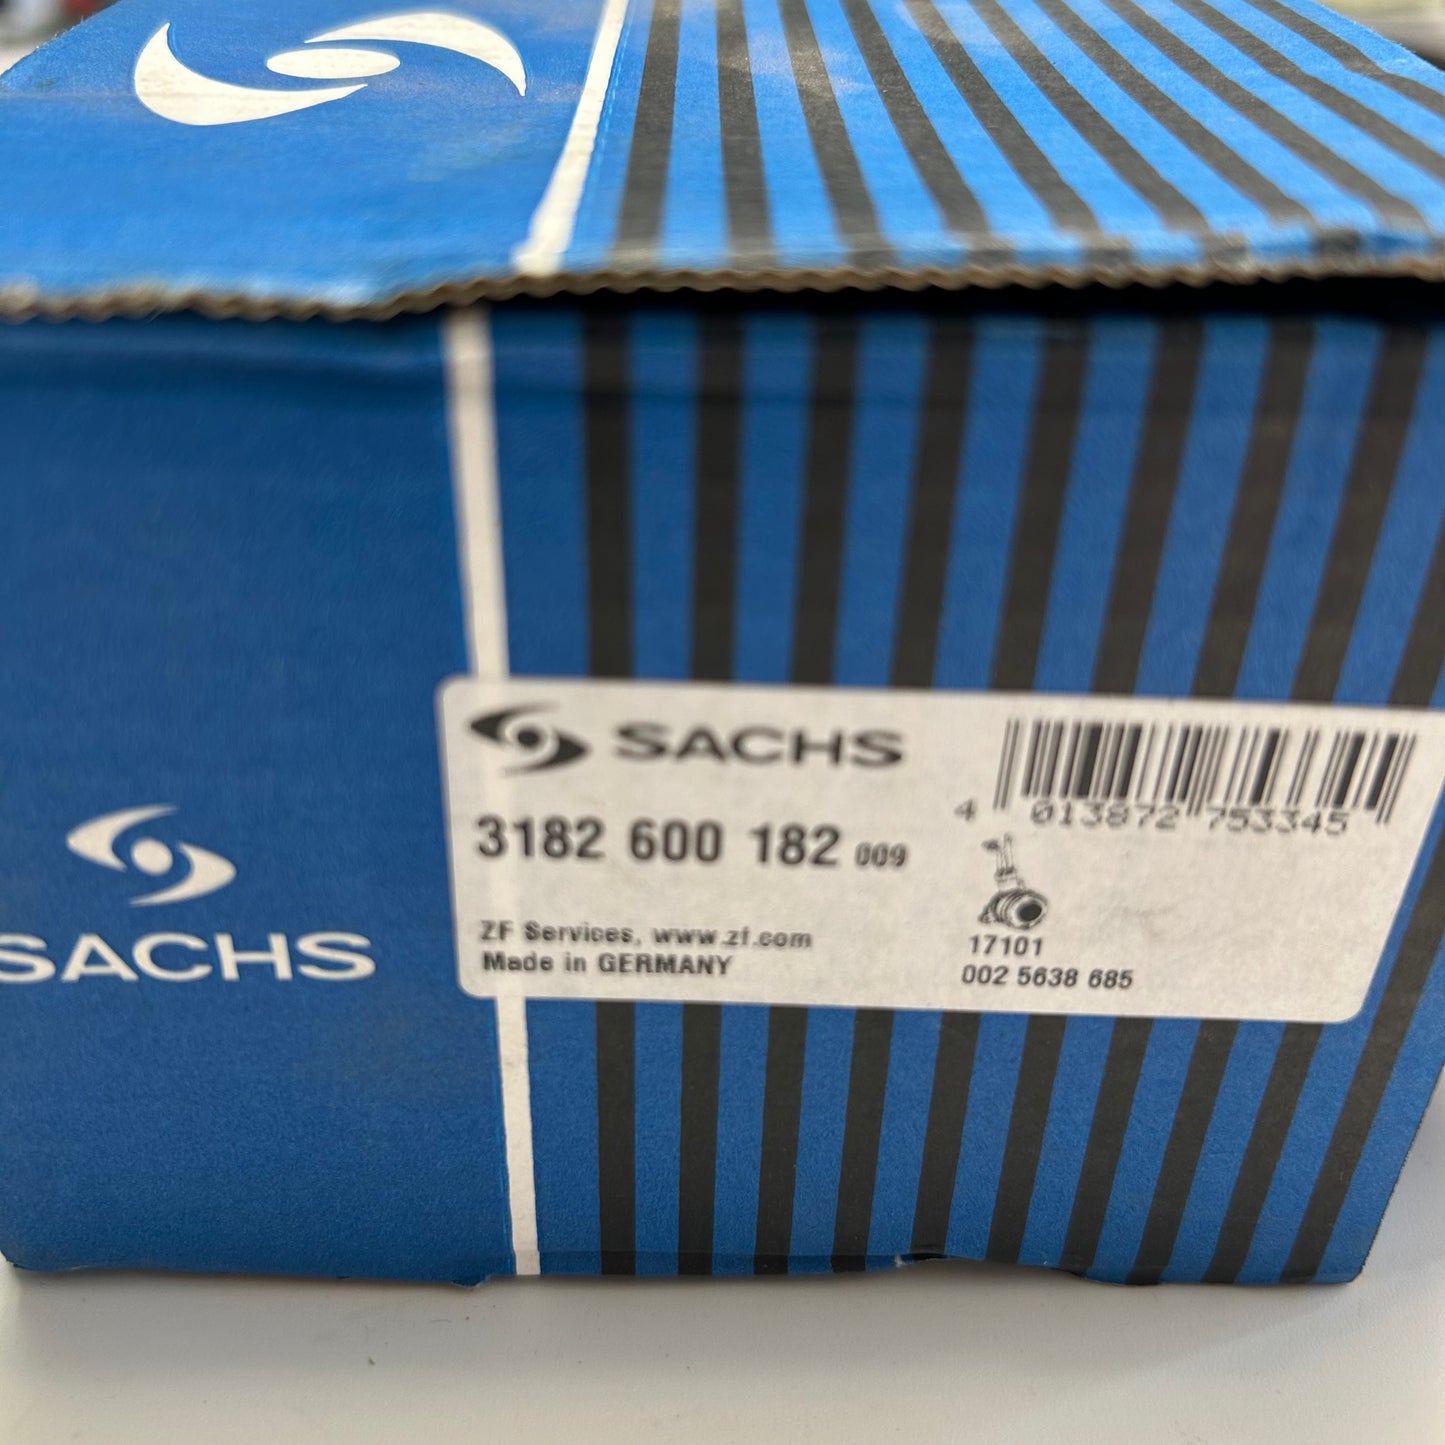 SACHS
SACHS
3182 600 182 009
4 013872 753345
ZF Services, www.zf.com
Made in GERMANY
17101
002 5638 685